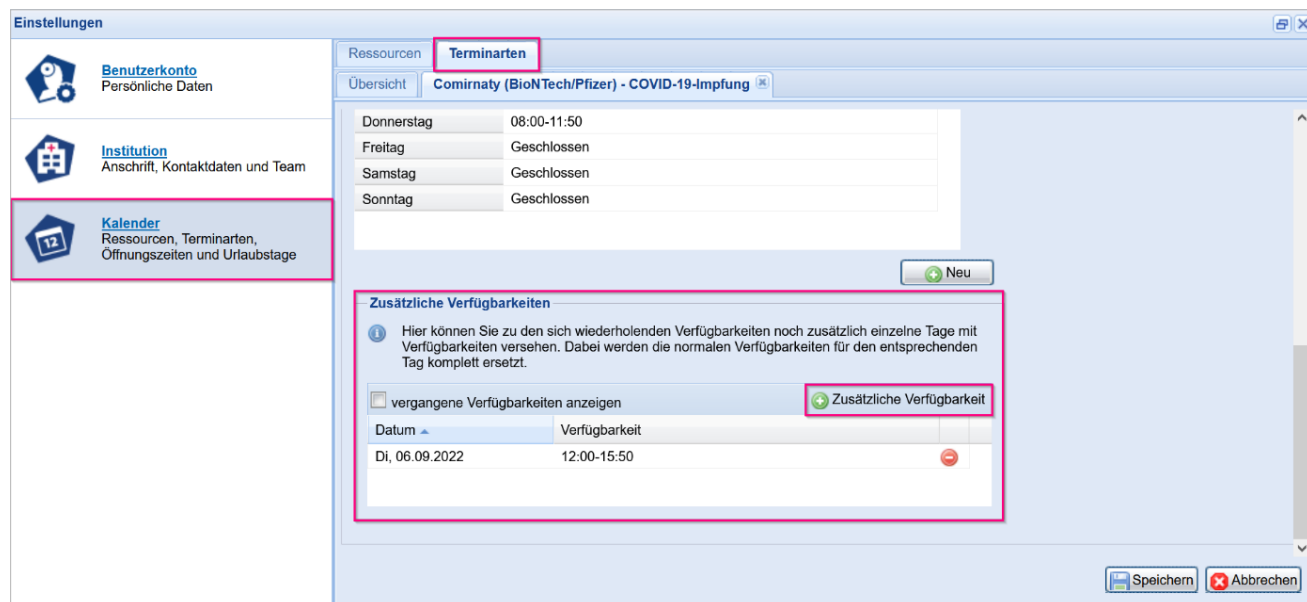 Einstellungen
Benutzerkonto
Persönliche Daten
Institution
Anschrift, Kontaktdaten und Team
12
Kalender
Ressourcen, Terminarten,
Öffnungszeiten und Urlaubstage
Ressourcen Terminarten
Übersicht Comirnaty (BioNTech/Pfizer) - COVID-19-Impfung
Donnerstag 08:00-11:50
Freitag Geschlossen
Samstag Geschlossen
Sonntag Geschlossen
Neu
Zusätzliche Verfügbarkeiten
Hier können Sie zu den sich wiederholenden Verfügbarkeiten noch zusätzlich einzelne Tage mit
Verfügbarkeiten versehen. Dabei werden die normalen Verfügbarkeiten für den entsprechenden
Tag komplett ersetzt.
vergangene Verfügbarkeiten anzeigen Zusätzliche Verfügbarkeit
Datum Verfügbarkeit
Di, 06.09.2022 12:00-15:50
Speichern Abbrechen